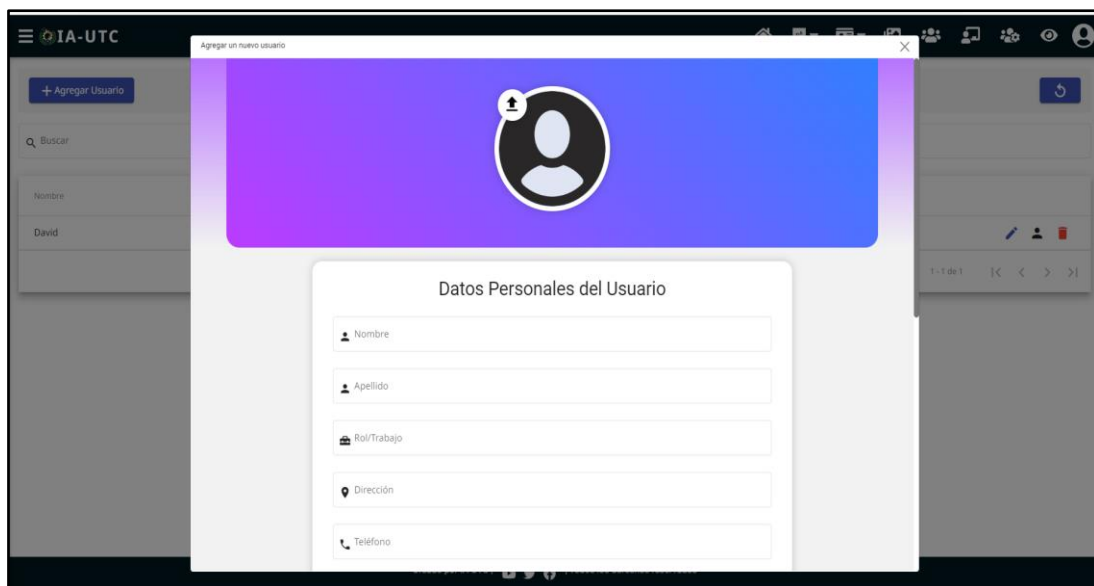 IA-UTC
Agregar un nuevo usuario
+ Agregar Usuario
Buscar
Nombre
David
1 - 1 de 1
Datos Personales del Usuario
Nombre
Apellido
Rol/Trabajo
Dirección
Teléfono